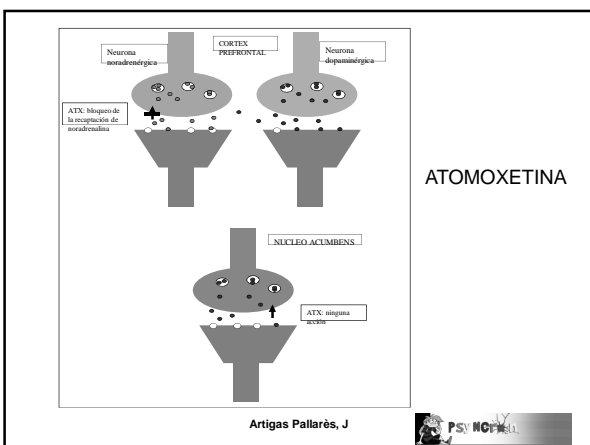 Neurona
noradrenérgica
CORTEX
PREFRONTAL
Neurona
dopaminérgica
ATX: bloqueo de
la recaptación de
noradrenalina
ATOMOXETINA
NUCLEO ACUMBENS
ATX: ninguna
acción
Artigas Pallarès, J